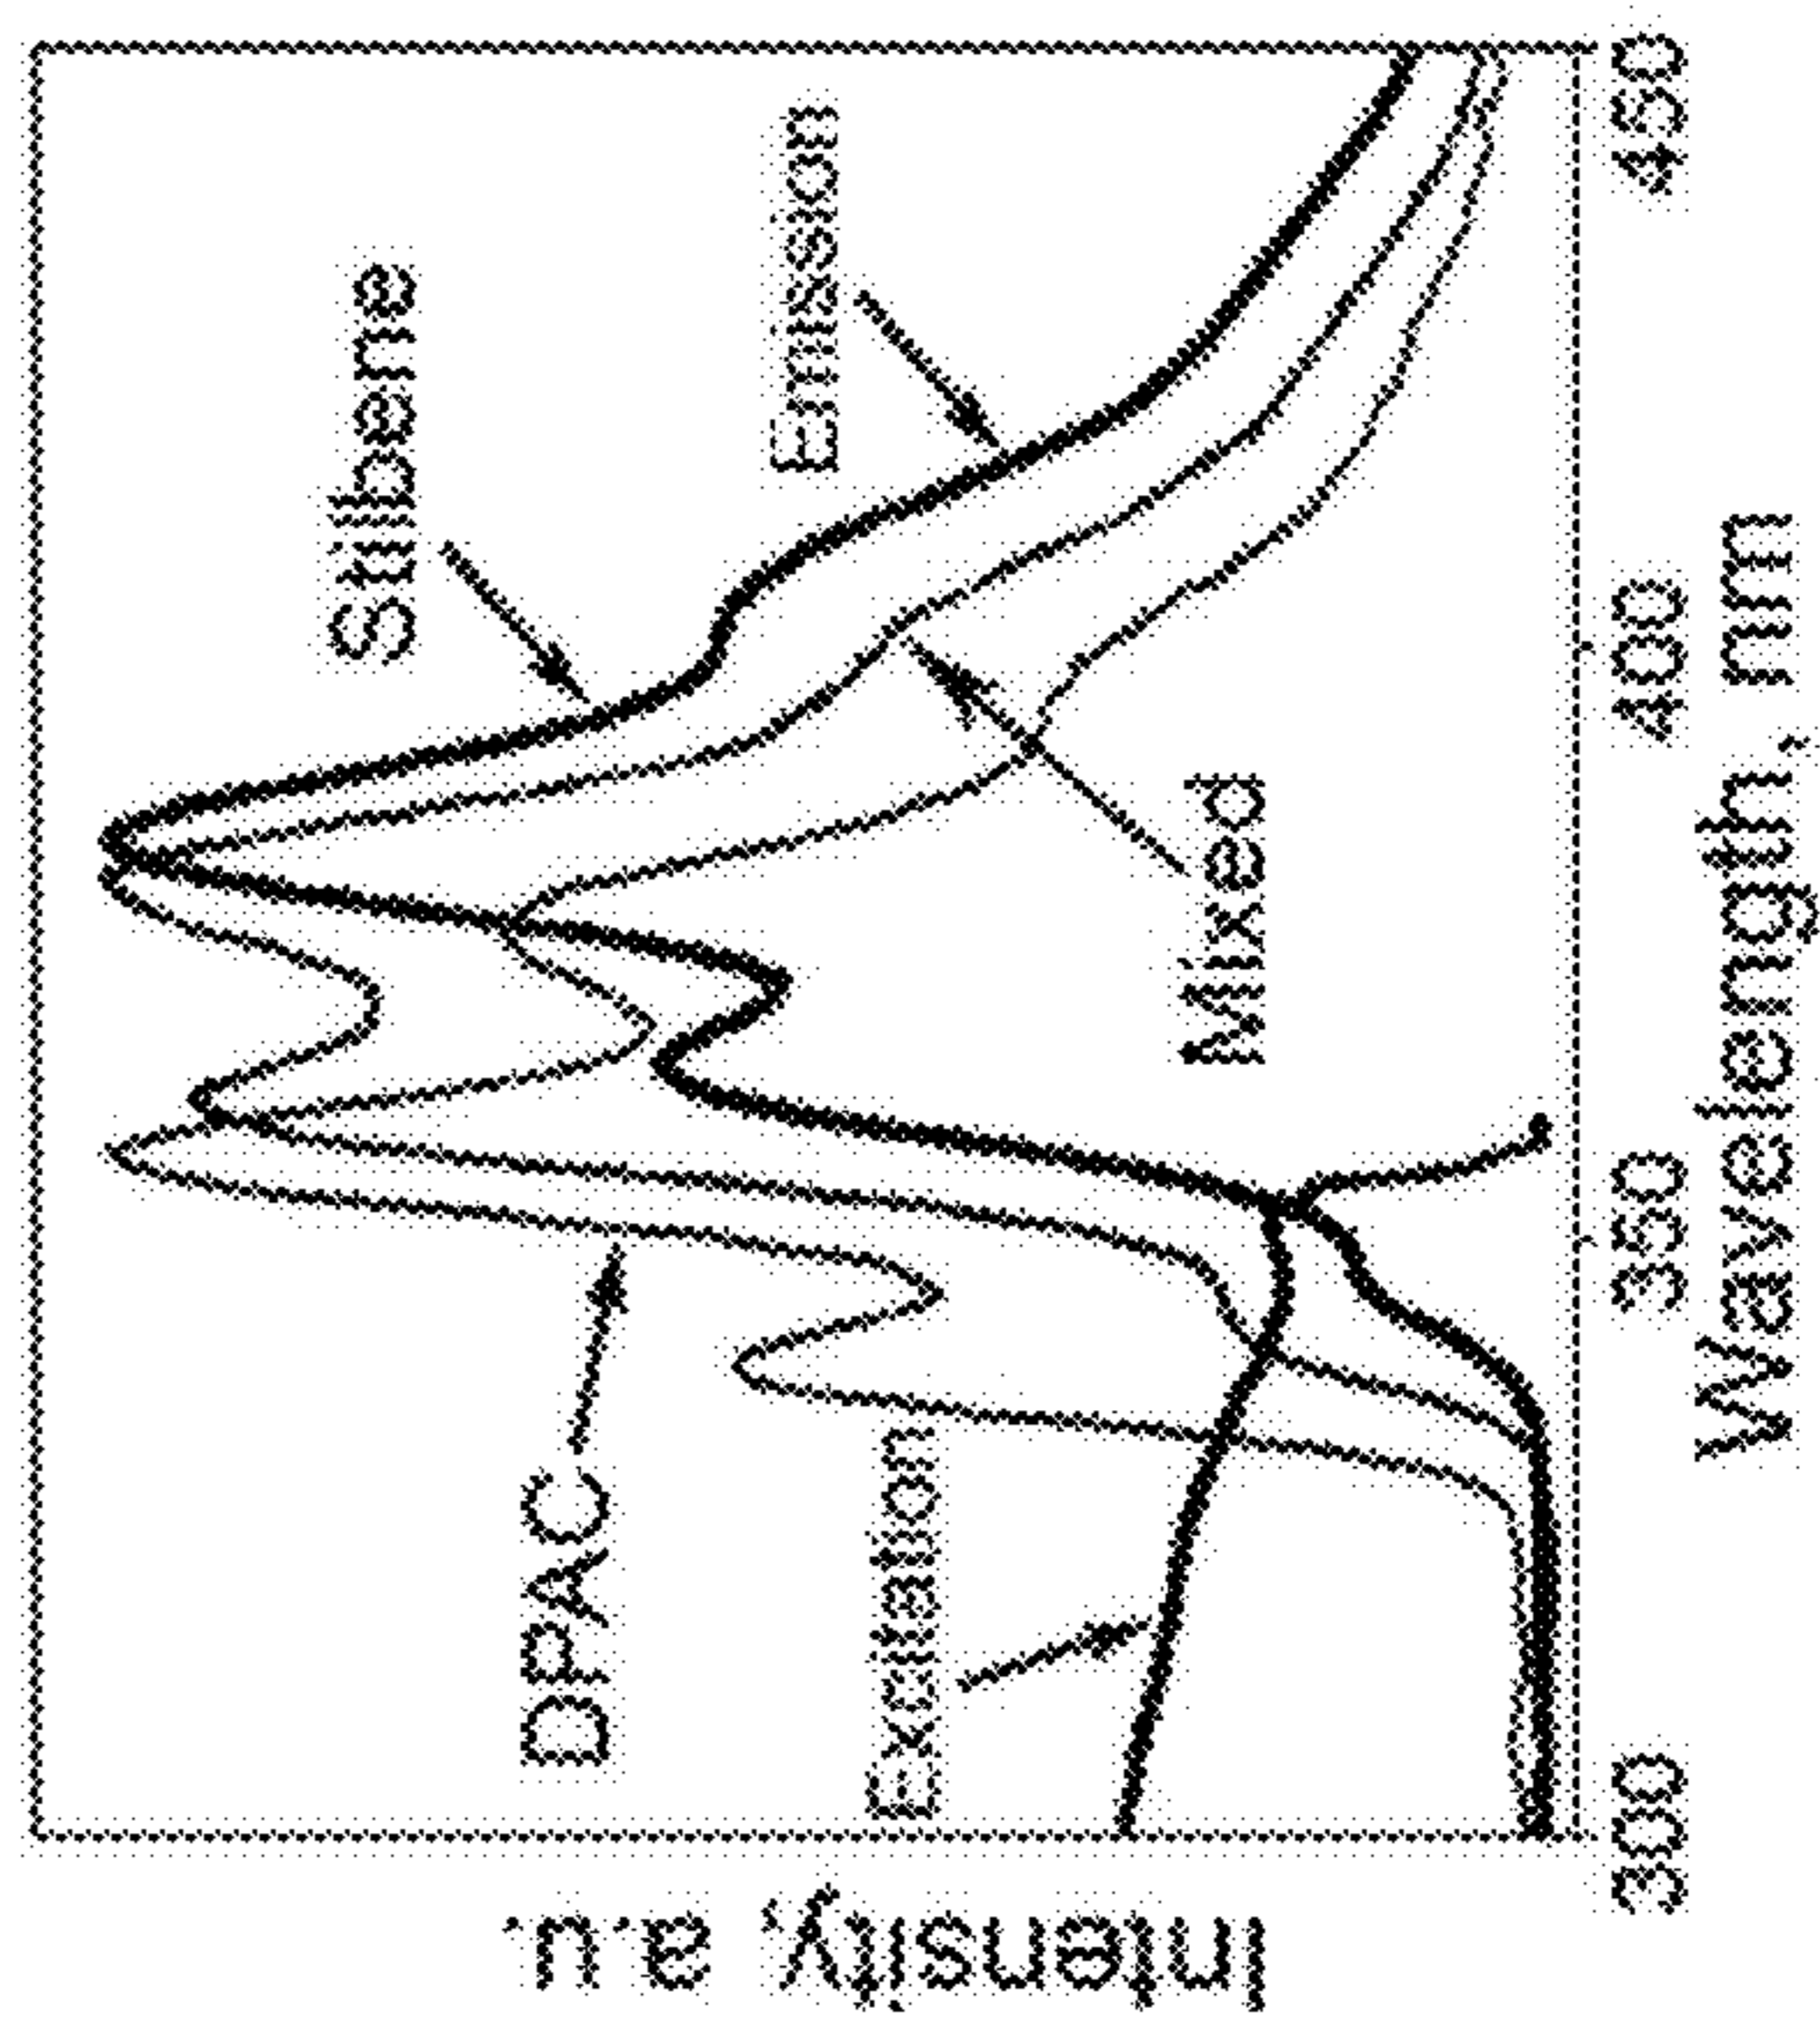 Intensity, a.u.
Stilbene
DPAC
Emission
Excitation
Mixed
300
350
400
450
Wavelength, nm